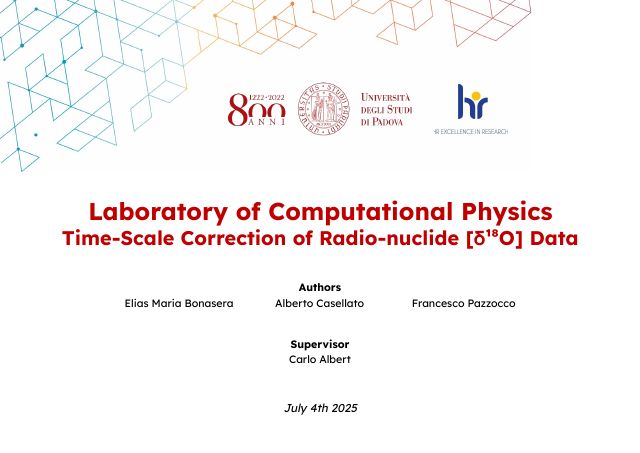 1222-2022
800
ANNI
UNIVERSITÀ
DEGLI STUDI
DI PADOVA
HR EXCELLENCE IN RESEARCH
Laboratory of Computational Physics
Time-Scale Correction of Radio-nuclide [δ¹⁸O] Data
Authors
Elias Maria Bonasera Alberto Casellato Francesco Pazzocco
Supervisor
Carlo Albert
July 4th 2025